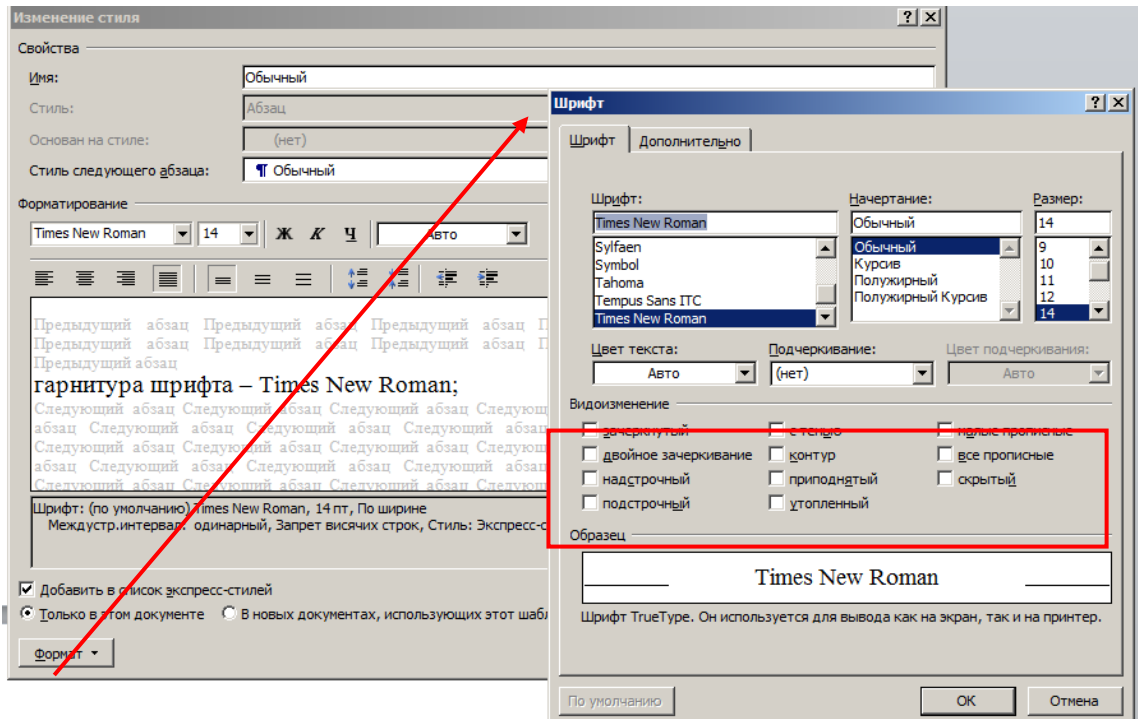 Изменение стиля
Свойства
Имя:
Обычный
Стиль:
Абзац
Основан на стиле:
(нет)
Стиль следующего абзаца:
¶ Обычный
Форматирование
Times New Roman 14 Ж К Ч Авто
Предыдущий абзац Предыдущий абзац Предыдущий абзац П
Предыдущий абзац Предыдущий абзац Предыдущий абзац П
Предыдущий абзац
гарнитура шрифта – Times New Roman;
Следующий абзац Следующий абзац Следующий абзац Следующ
абзац Следующий абзац Следующий абзац Следующий абзац
Следующий абзац Следующий абзац Следующий абзац Следующ
абзац Следующий абзац Следующий абзац Следующий абзац
Следующий абзац Следующий абзац Следующий абзац Следующ
Шрифт: (по умолчанию) Times New Roman, 14 пт, По ширине
Междустр.интервал: одинарный, Запрет висячих строк, Стиль: Экспресс-с
Добавить в список экспресс-стилей
Только в этом документе В новых документах, использующих этот шабл
Формат
Шрифт
Шрифт Дополнительно
Шрифт: Начертание: Размер:
Times New Roman Обычный 14
Sylfaen Обычный 9
Symbol Курсив 10
Tahoma Полужирный 11
Tempus Sans ITC Полужирный Курсив 12
Times New Roman 14
Цвет текста: Подчеркивание: Цвет подчеркивания:
Авто (нет) Авто
Видоизменение
зачеркнутый с тенью малые прописные
двойное зачеркивание контур все прописные
надстрочный приподнятый скрытый
подстрочный утопленный
Образец
Times New Roman
Шрифт TrueType. Он используется для вывода как на экран, так и на принтер.
По умолчанию ОК Отмена